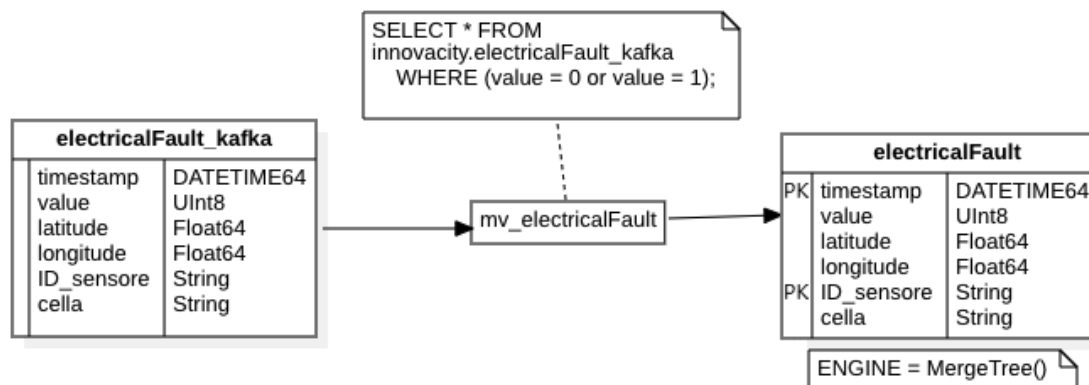 SELECT * FROM
innovacity.electricalFault_kafka
WHERE (value = 0 or value = 1);
electricalFault_kafka
timestamp DATETIME64
value UInt8
latitude Float64
longitude Float64
ID_sensore String
cella String
mv_electricalFault
electricalFault
PK timestamp DATETIME64
value UInt8
latitude Float64
longitude Float64
PK ID_sensore String
cella String
ENGINE = MergeTree()